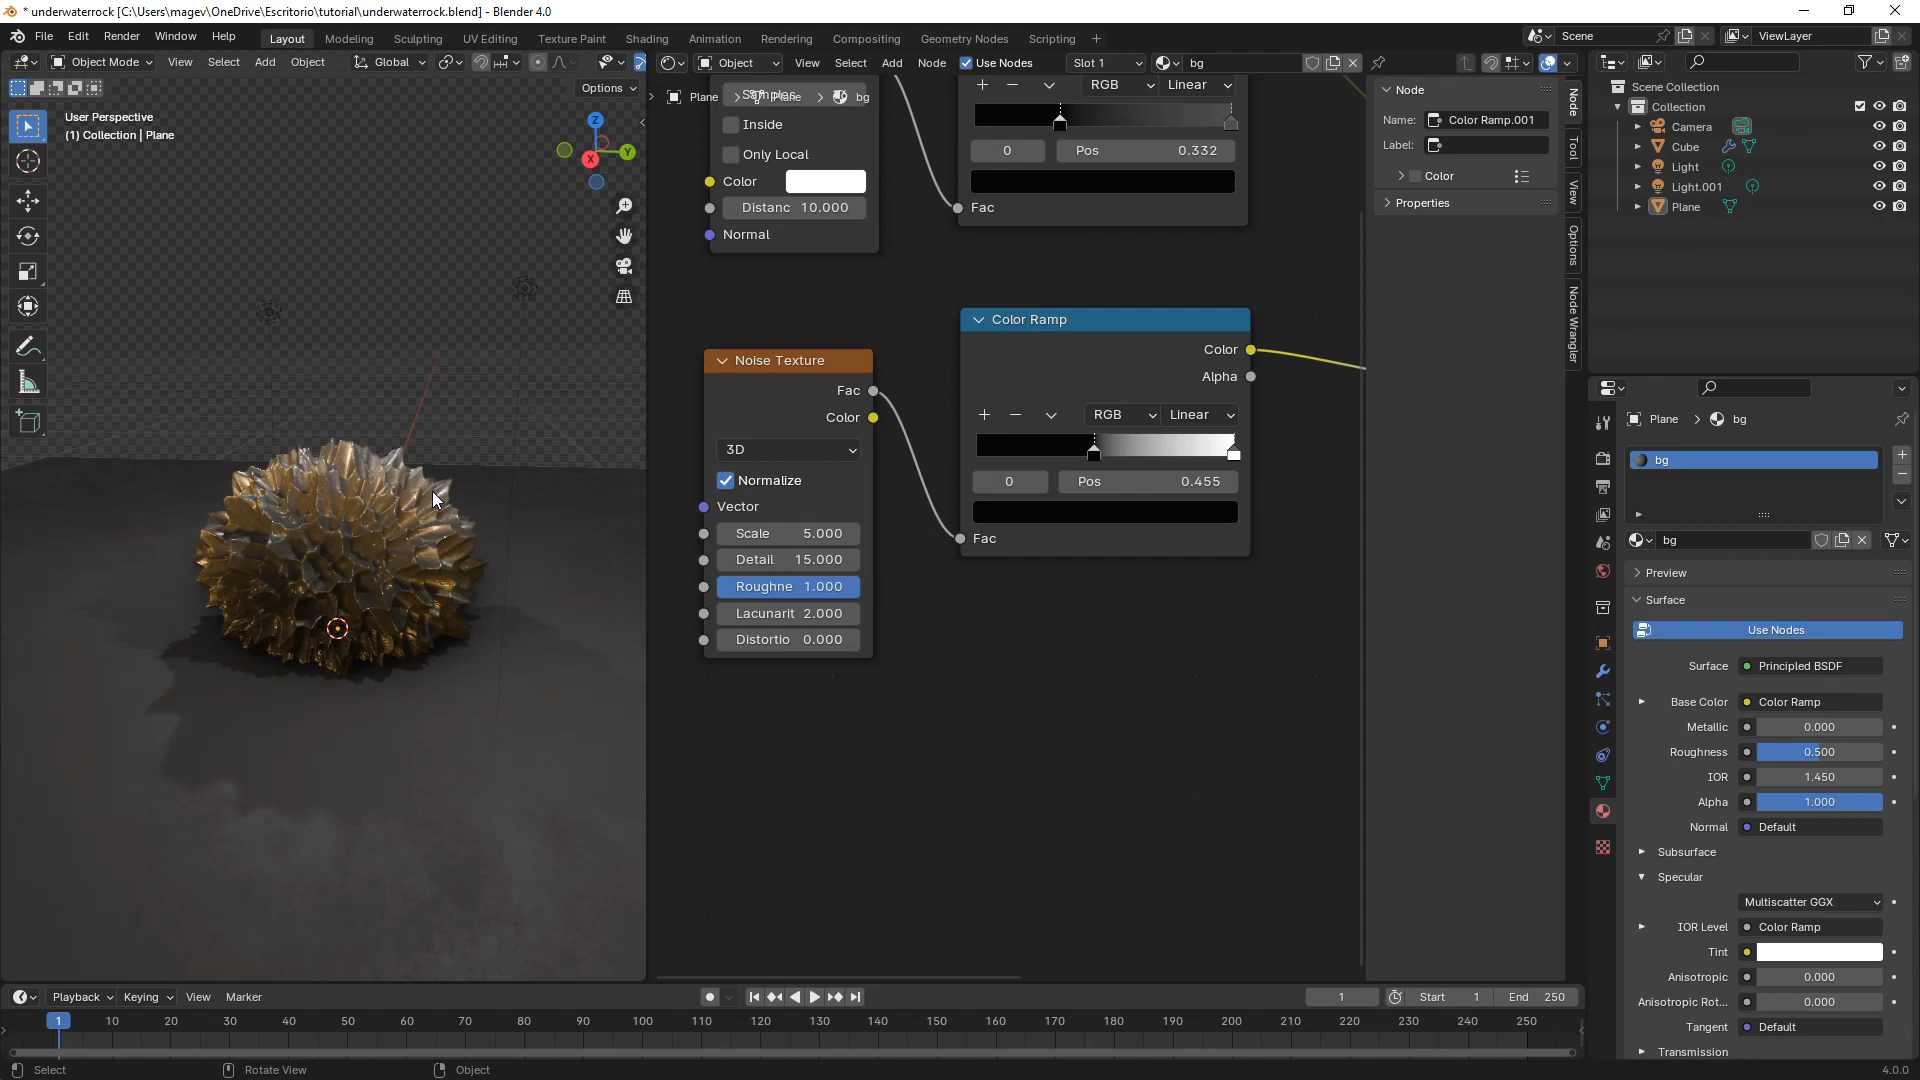 * underwaterrock [C:\Users\magev\OneDrive\Escritorio\tutorial\underwaterrock.blend] - Blender 4.0
File Edit Render Window Help Layout Modeling Sculpting UV Editing Texture Paint Shading Animation Rendering Compositing Geometry Nodes Scripting + Scene ViewLayer
Object Mode View Select Add Object Global Object View Select Add Node Use Nodes Slot 1 bg
Options
User Perspective
(1) Collection | Plane
Z
Y
X
Plane > Plane > bg
Inside
Only Local
Color
Distanc 10.000
Normal
RGB Linear
0 Pos 0.332
Fac
Noise Texture
Fac
Color
3D
Normalize
Vector
Scale 5.000
Detail 15.000
Roughne 1.000
Lacunarit 2.000
Distortio 0.000
Color Ramp
Color
Alpha
RGB Linear
0 Pos 0.455
Fac
Node
Name: Color Ramp.001
Label:
Color
Properties
Node
Tool
View
Options
Node Wrangler
Scene Collection
Collection
Camera
Cube
Light
Light.001
Plane
Plane > bg
bg
bg
Preview
Surface
Use Nodes
Surface Principled BSDF
Base Color Color Ramp
Metallic 0.000
Roughness 0.500
IOR 1.450
Alpha 1.000
Normal Default
Subsurface
Specular
Multiscatter GGX
IOR Level Color Ramp
Tint
Anisotropic 0.000
Anisotropic Rot... 0.000
Tangent Default
Transmission
Playback Keying View Marker 1 Start 1 End 250
1 10 20 30 40 50 60 70 80 90 100 110 120 130 140 150 160 170 180 190 200 210 220 230 240 250
Select Rotate View Object 4.0.0